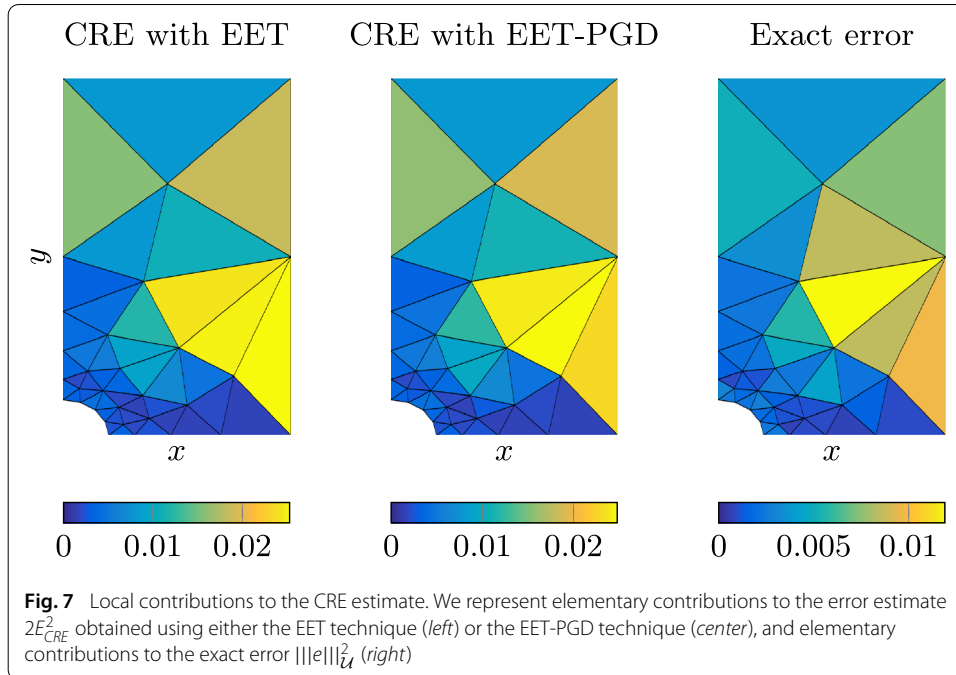 CRE with EET CRE with EET-PGD Exact error
y
x x x
0 0.01 0.02 0 0.01 0.02 0 0.005 0.01
Fig. 7 Local contributions to the CRE estimate. We represent elementary contributions to the error estimate
2E²_CRE obtained using either the EET technique (left) or the EET-PGD technique (center), and elementary
contributions to the exact error |||e|||²_𝒰 (right)